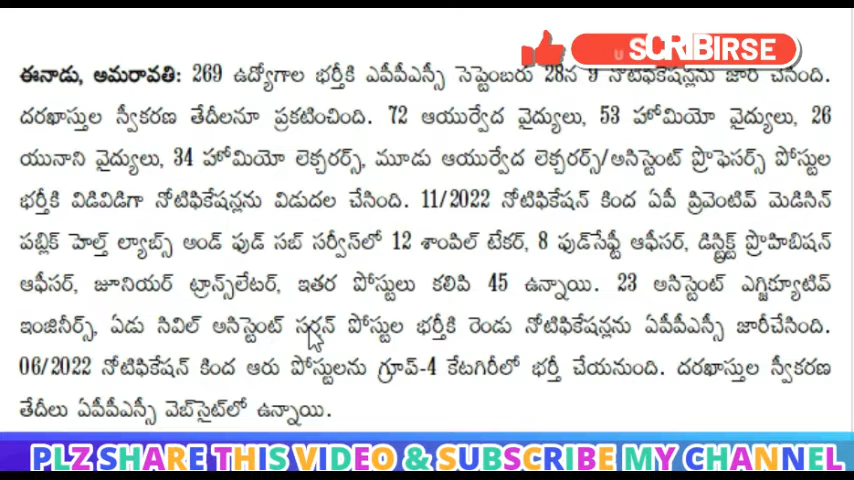 SCRIBIRSE
ఈనాడు, అమరావతి: 269 ఉద్యోగాల భర్తీకి ఏపీపీఎస్సీ సెప్టెంబరు 28న 9 నోటిఫికేషన్లను జారీ చేసింది.
దరఖాస్తుల స్వీకరణ తేదీలనూ ప్రకటించింది. 72 ఆయుర్వేద వైద్యులు, 53 హోమియో వైద్యులు, 26
యునాని వైద్యులు, 34 హోమియో లెక్చరర్స్, మూడు ఆయుర్వేద లెక్చరర్స్/అసిస్టెంట్ ప్రొఫెసర్స్ పోస్టుల
భర్తీకి విడివిడిగా నోటిఫికేషన్లను విడుదల చేసింది. 11/2022 నోటిఫికేషన్ కింద ఏపీ ప్రివెంటివ్ మెడిసిన్
పబ్లిక్ హెల్త్ ల్యాబ్స్ అండ్ ఫుడ్ సబ్ సర్వీస్‌లో 12 శాంపిల్ టేకర్, 8 ఫుడ్‌సేఫ్టీ ఆఫీసర్, డిస్ట్రిక్ట్ ప్రొహిబిషన్
ఆఫీసర్, జూనియర్ ట్రాన్స్‌లేటర్, ఇతర పోస్టులు కలిపి 45 ఉన్నాయి. 23 అసిస్టెంట్ ఎగ్జిక్యూటివ్
ఇంజినీర్స్, ఏడు సివిల్ అసిస్టెంట్ సర్జన్ పోస్టుల భర్తీకి రెండు నోటిఫికేషన్లను ఏపీపీఎస్సీ జారీచేసింది.
06/2022 నోటిఫికేషన్ కింద ఆరు పోస్టులను గ్రూప్-4 కేటగిరీలో భర్తీ చేయనుంది. దరఖాస్తుల స్వీకరణ
తేదీలు ఏపీపీఎస్సీ వెబ్‌సైట్‌లో ఉన్నాయి.
PLZ SHARE THIS VIDEO & SUBSCRIBE MY CHANNEL